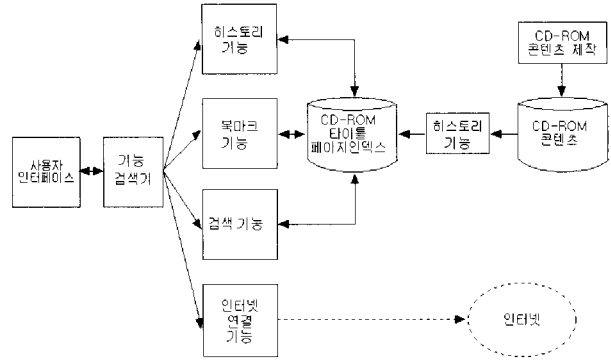 히스토리
기능
CD-ROM
콘텐츠 제작
북마크
기능
CD-ROM
타이틀
페이지인덱스
히스토리
기능
CD-ROM
콘텐츠
사용자
인터페이스
기능
검색기
검색 기능
인터넷
연결
기능
인터넷